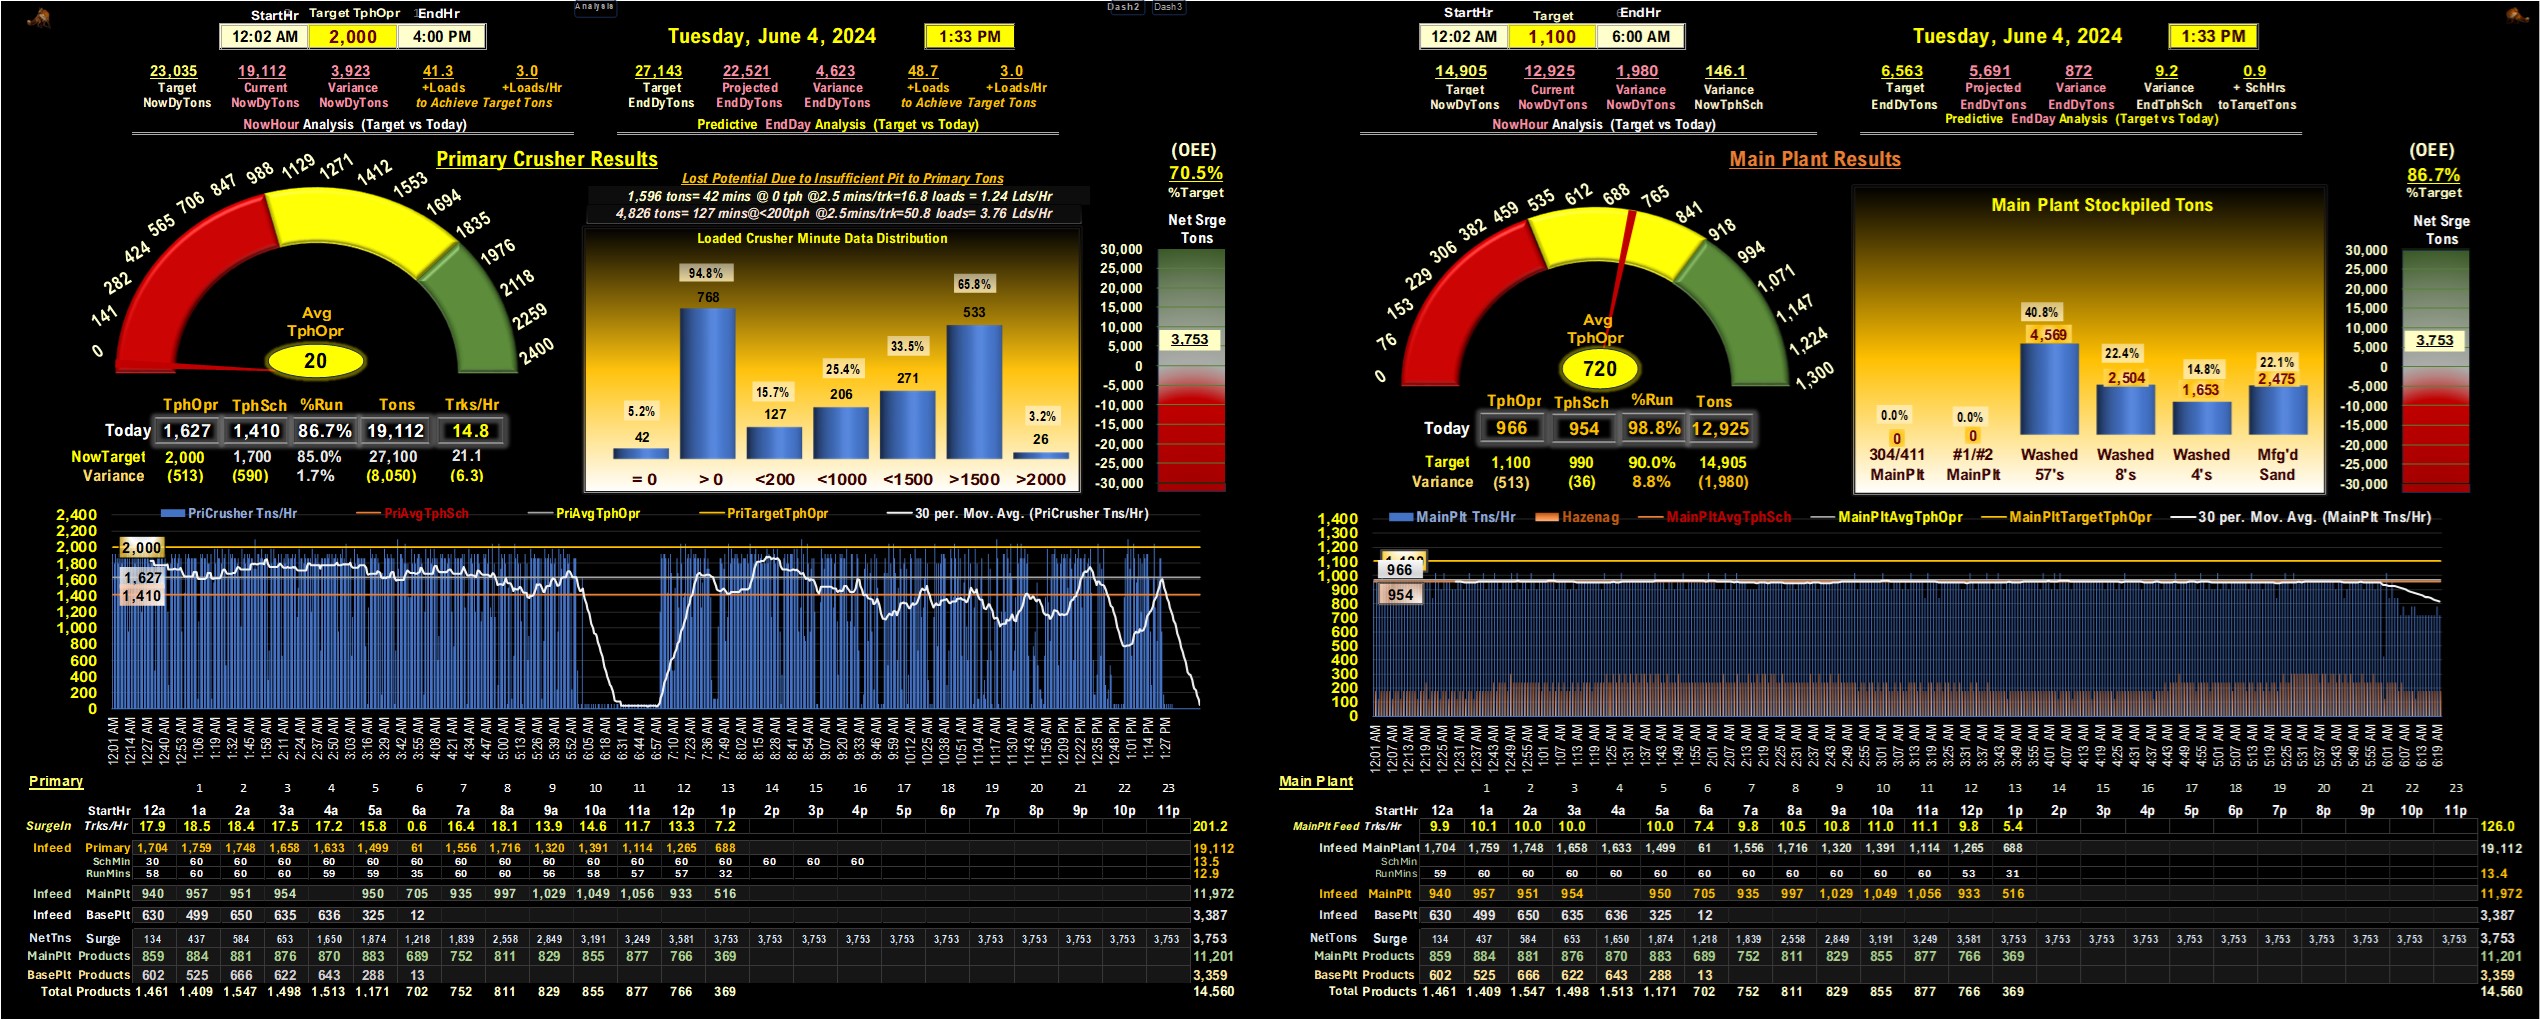 Analysis
Dash2 Dash3
StartHr Target TphOpr EndHr
12:02 AM 2,000 4:00 PM
Tuesday, June 4, 2024 1:33 PM
23,035 19,112 3,923 41.3 3.0
Target Current Variance +Loads +Loads/Hr
NowDyTons NowDyTons NowDyTons to Achieve Target Tons
NowHour Analysis (Target vs Today)
27,143 22,521 4,623 48.7 3.0
Target Projected Variance +Loads +Loads/Hr
EndDyTons EndDyTons EndDyTons to Achieve Target Tons
Predictive EndDay Analysis (Target vs Today)
Primary Crusher Results
(OEE)
70.5%
%Target
Lost Potential Due to Insufficient Pit to Primary Tons
1,596 tons= 42 mins @ 0 tph @2.5 mins/trk=16.8 loads = 1.24 Lds/Hr
4,826 tons= 127 mins@<200tph @2.5mins/trk=50.8 loads= 3.76 Lds/Hr
0 141 282 424 565 706 847 988 1129 1271 1412 1553 1694 1835 1976 2118 2259 2400
Avg
TphOpr
20
Loaded Crusher Minute Data Distribution
5.2% 94.8% 15.7% 25.4% 33.5% 65.8% 3.2%
42 768 127 206 271 533 26
= 0 > 0 <200 <1000 <1500 >1500 >2000
Net Srge
Tons
30,000
25,000
20,000
15,000
10,000
5,000
0
-5,000
-10,000
-15,000
-20,000
-25,000
-30,000
3,753
TphOpr TphSch %Run Tons Trks/Hr
Today 1,627 1,410 86.7% 19,112 14.8
NowTarget 2,000 1,700 85.0% 27,100 21.1
Variance (513) (590) 1.7% (8,050) (6.3)
PriCrusher Tns/Hr PriAvgTphSch PriAvgTphOpr PriTargetTphOpr 30 per. Mov. Avg. (PriCrusher Tns/Hr)
2,400
2,200
2,000
1,800
1,600
1,400
1,200
1,000
800
600
400
200
0
2,000
1,627
1,410
12:01 AM 12:14 AM 12:27 AM 12:40 AM 12:53 AM 1:06 AM 1:19 AM 1:32 AM 1:45 AM 1:58 AM 2:11 AM 2:24 AM 2:37 AM 2:50 AM 3:03 AM 3:16 AM 3:29 AM 3:42 AM 3:55 AM 4:08 AM 4:21 AM 4:34 AM 4:47 AM 5:00 AM 5:13 AM 5:26 AM 5:39 AM 5:52 AM 6:05 AM 6:18 AM 6:31 AM 6:44 AM 6:57 AM 7:10 AM 7:23 AM 7:36 AM 7:49 AM 8:02 AM 8:15 AM 8:28 AM 8:41 AM 8:54 AM 9:07 AM 9:20 AM 9:33 AM 9:46 AM 9:59 AM 10:12 AM 10:25 AM 10:38 AM 10:51 AM 11:04 AM 11:17 AM 11:30 AM 11:43 AM 11:56 AM 12:09 PM 12:22 PM 12:35 PM 12:48 PM 1:01 PM 1:14 PM 1:27 PM
Primary 1 2 3 4 5 6 7 8 9 10 11 12 13 14 15 16 17 18 19 20 21 22 23
StartHr 12a 1a 2a 3a 4a 5a 6a 7a 8a 9a 10a 11a 12p 1p 2p 3p 4p 5p 6p 7p 8p 9p 10p 11p
SurgeIn Trks/Hr 17.9 18.5 18.4 17.5 17.2 15.8 0.6 16.4 18.1 13.9 14.6 11.7 13.3 7.2 201.2
Infeed Primary 1,704 1,759 1,748 1,658 1,633 1,499 61 1,556 1,716 1,320 1,391 1,114 1,265 688 19,112
SchMin 30 60 60 60 60 60 60 60 60 60 60 60 60 60 60 60 60 13.5
RunMins 58 60 60 60 59 59 35 60 60 56 58 57 57 32 12.9
Infeed MainPlt 940 957 951 954 950 705 935 997 1,029 1,049 1,056 933 516 11,972
Infeed BasePlt 630 499 650 635 636 325 12 3,387
NetTns Surge 134 437 584 653 1,650 1,874 1,218 1,839 2,558 2,849 3,191 3,249 3,581 3,753 3,753 3,753 3,753 3,753 3,753 3,753 3,753 3,753 3,753 3,753 3,753
MainPlt Products 859 884 881 876 870 883 689 752 811 829 855 877 766 369 11,201
BasePlt Products 602 525 666 622 643 288 13 3,359
Total Products 1,461 1,409 1,547 1,498 1,513 1,171 702 752 811 829 855 877 766 369 14,560
StartHr Target EndHr
12:02 AM 1,100 6:00 AM
Tuesday, June 4, 2024 1:33 PM
14,905 12,925 1,980 146.1
Target Current Variance Variance
NowDyTons NowDyTons NowDyTons NowTphSch
NowHour Analysis (Target vs Today)
6,563 5,691 872 9.2 0.9
Target Projected Variance Variance + SchHrs
EndDyTons EndDyTons EndDyTons EndTphSch toTargetTons
Predictive EndDay Analysis (Target vs Today)
Main Plant Results
(OEE)
86.7%
%Target
0 76 153 229 306 382 459 535 612 688 765 841 918 994 1,071 1,147 1,224 1,300
Avg
TphOpr
720
Main Plant Stockpiled Tons
0.0% 0.0% 40.8% 22.4% 14.8% 22.1%
0 0 4,569 2,504 1,653 2,475
304/411 #1/#2 Washed Washed Washed Mfg'd
MainPlt MainPlt 57's 8's 4's Sand
Net Srge
Tons
30,000
25,000
20,000
15,000
10,000
5,000
0
-5,000
-10,000
-15,000
-20,000
-25,000
-30,000
3,753
TphOpr TphSch %Run Tons
Today 966 954 98.8% 12,925
Target 1,100 990 90.0% 14,905
Variance (513) (36) 8.8% (1,980)
MainPlt Tns/Hr Hazenag MainPltAvgTphSch MainPltAvgTphOpr MainPltTargetTphOpr 30 per. Mov. Avg. (MainPlt Tns/Hr)
1,400
1,300
1,200
1,100
1,000
900
800
700
600
500
400
300
200
100
0
966
954
12:01 AM 12:07 AM 12:13 AM 12:19 AM 12:25 AM 12:31 AM 12:37 AM 12:43 AM 12:49 AM 12:55 AM 1:01 AM 1:07 AM 1:13 AM 1:19 AM 1:25 AM 1:31 AM 1:37 AM 1:43 AM 1:49 AM 1:55 AM 2:01 AM 2:07 AM 2:13 AM 2:19 AM 2:25 AM 2:31 AM 2:37 AM 2:43 AM 2:49 AM 2:55 AM 3:01 AM 3:07 AM 3:13 AM 3:19 AM 3:25 AM 3:31 AM 3:37 AM 3:43 AM 3:49 AM 3:55 AM 4:01 AM 4:07 AM 4:13 AM 4:19 AM 4:25 AM 4:31 AM 4:37 AM 4:43 AM 4:49 AM 4:55 AM 5:01 AM 5:07 AM 5:13 AM 5:19 AM 5:25 AM 5:31 AM 5:37 AM 5:43 AM 5:49 AM 5:55 AM 6:01 AM 6:07 AM 6:13 AM 6:19 AM
Main Plant 1 2 3 4 5 6 7 8 9 10 11 12 13 14 15 16 17 18 19 20 21 22 23
StartHr 12a 1a 2a 3a 4a 5a 6a 7a 8a 9a 10a 11a 12p 1p 2p 3p 4p 5p 6p 7p 8p 9p 10p 11p
MainPlt Feed Trks/Hr 9.9 10.1 10.0 10.0 10.0 7.4 9.8 10.5 10.8 11.0 11.1 9.8 5.4 126.0
Infeed MainPlant 1,704 1,759 1,748 1,658 1,633 1,499 61 1,556 1,716 1,320 1,391 1,114 1,265 688 19,112
SchMin
RunMins 59 60 60 60 60 60 60 60 60 60 60 60 53 31 13.4
Infeed MainPlt 940 957 951 954 950 705 935 997 1,029 1,049 1,056 933 516 11,972
Infeed BasePlt 630 499 650 635 636 325 12 3,387
NetTons Surge 134 437 584 653 1,650 1,874 1,218 1,839 2,558 2,849 3,191 3,249 3,581 3,753 3,753 3,753 3,753 3,753 3,753 3,753 3,753 3,753 3,753 3,753 3,753
MainPlt Products 859 884 881 876 870 883 689 752 811 829 855 877 766 369 11,201
BasePlt Products 602 525 666 622 643 288 13 3,359
Total Products 1,461 1,409 1,547 1,498 1,513 1,171 702 752 811 829 855 877 766 369 14,560